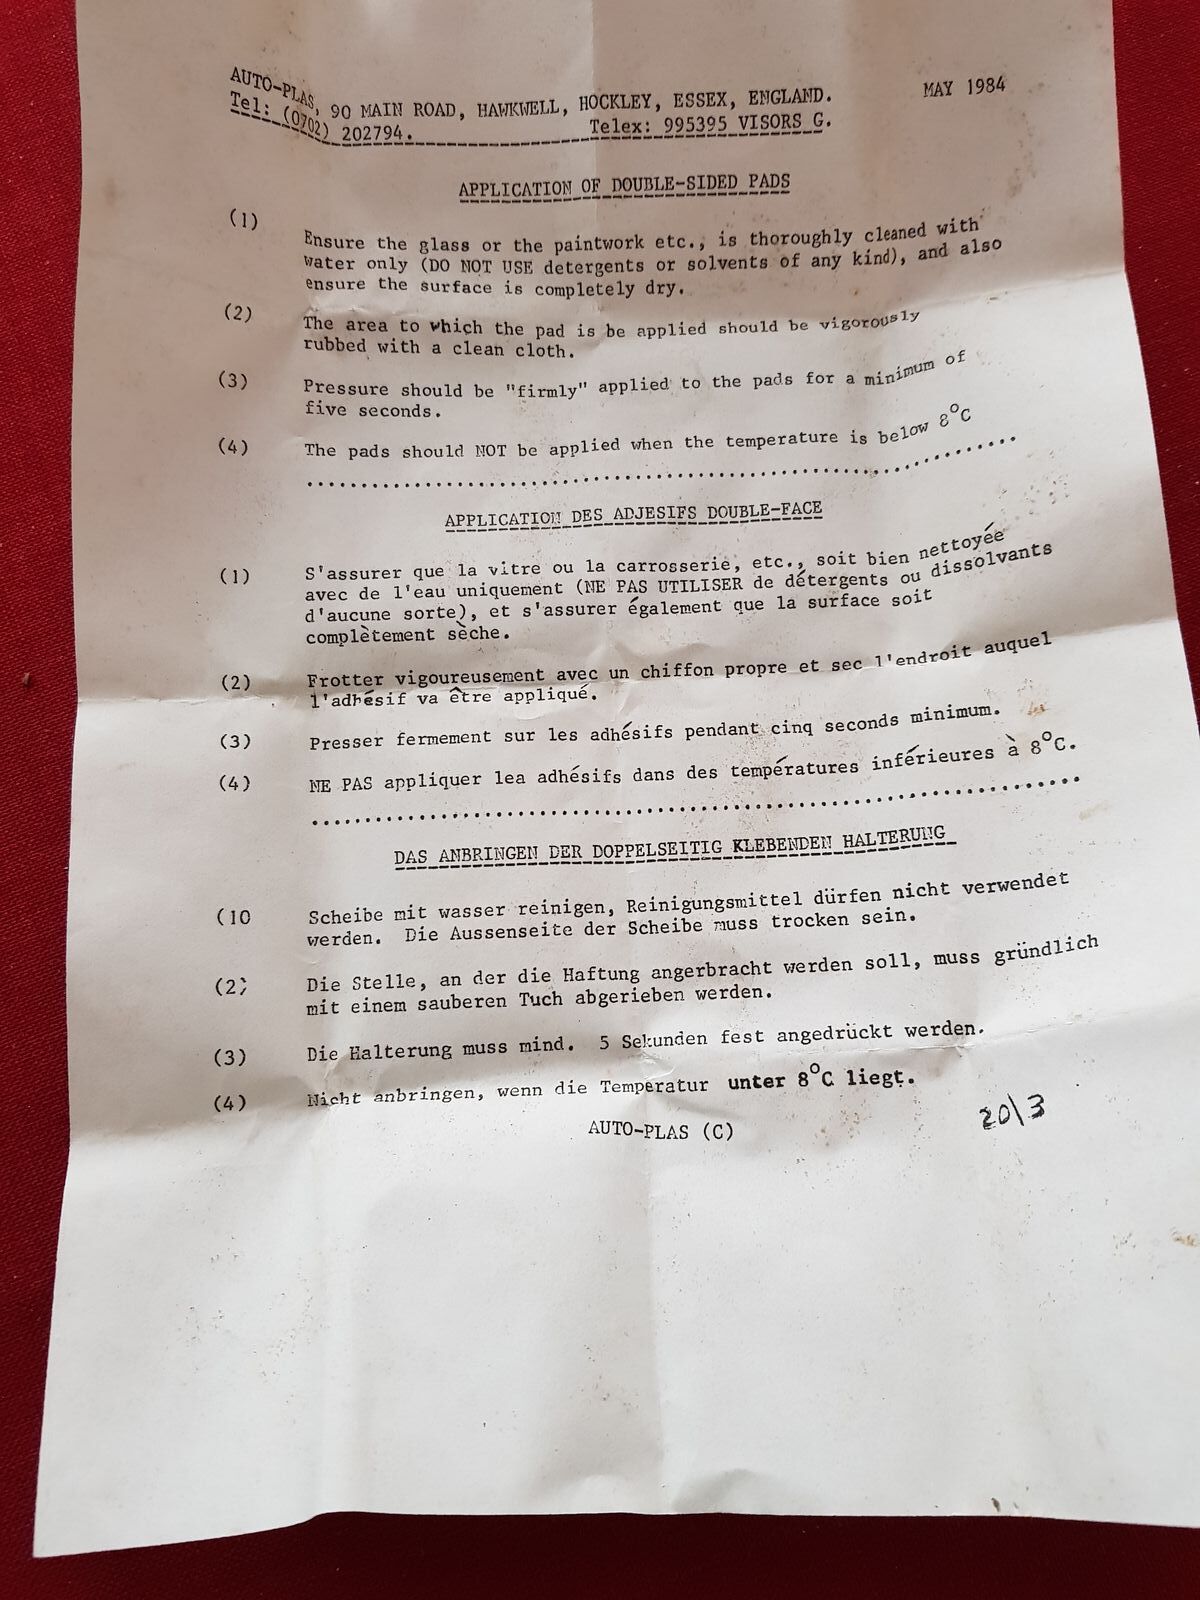 AUTO-PLAS, 90 MAIN ROAD, HAWKWELL, HOCKLEY, ESSEX, ENGLAND. MAY 1984
Tel: (0702) 202794. Telex: 995395 VISORS G.
APPLICATION OF DOUBLE-SIDED PADS
(1) Ensure the glass or the paintwork etc., is thoroughly cleaned with
water only (DO NOT USE detergents or solvents of any kind), and also
ensure the surface is completely dry.
(2) The area to which the pad is be applied should be vigorously
rubbed with a clean cloth.
(3) Pressure should be "firmly" applied to the pads for a minimum of
five seconds.
(4) The pads should NOT be applied when the temperature is below 8°C
APPLICATION DES ADJESIFS DOUBLE-FACE
(1) S'assurer que la vitre ou la carrosserie, etc., soit bien nettoyée
avec de l'eau uniquement (NE PAS UTILISER de détergents ou dissolvants
d'aucune sorte), et s'assurer également que la surface soit
complètement sèche.
(2) Frotter vigoureusement avec un chiffon propre et sec l'endroit auquel
l'adhésif va être appliqué.
(3) Presser fermement sur les adhésifs pendant cinq seconds minimum.
(4) NE PAS appliquer lea adhésifs dans des températures inférieures à 8°C.
DAS ANBRINGEN DER DOPPELSEITIG KLEBENDEN HALTERUNG
(10 Scheibe mit wasser reinigen, Reinigungsmittel dürfen nicht verwendet
werden. Die Aussenseite der Scheibe muss trocken sein.
(2) Die Stelle, an der die Haftung angerbracht werden soll, muss gründlich
mit einem sauberen Tuch abgerieben werden.
(3) Die Halterung muss mind. 5 Sekunden fest angedrückt werden.
(4) Nicht anbringen, wenn die Temperatur unter 8°C liegt.
AUTO-PLAS (C)
20\3